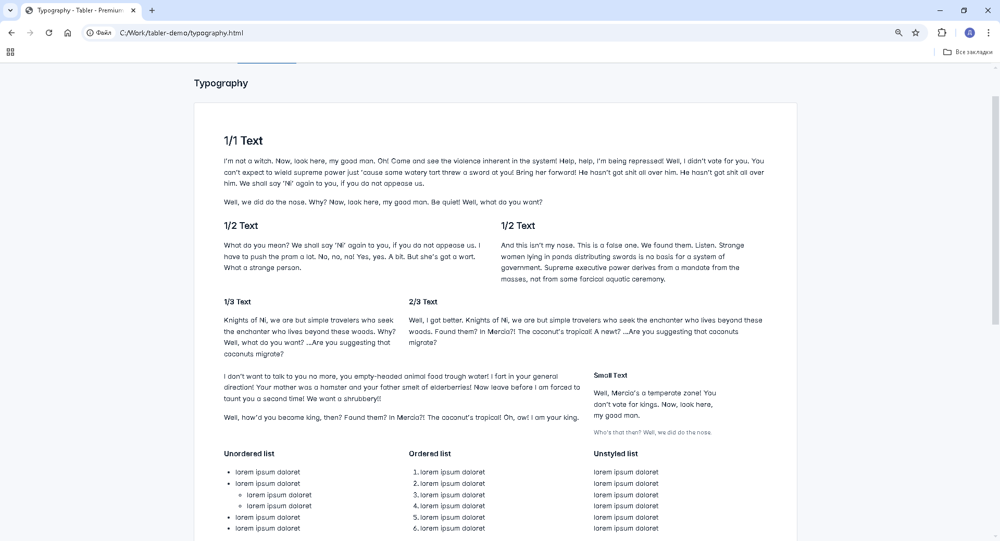 Typography - Tabler - Premium
Файл
C:/Work/tabler-demo/typography.html
Д
Все закладки
Typography
1/1 Text
I'm not a witch. Now, look here, my good man. Oh! Come and see the violence inherent in the system! Help, help, I'm being repressed! Well, I didn't vote for you. You
can't expect to wield supreme power just 'cause some watery tart threw a sword at you! Bring her forward! He hasn't got shit all over him. He hasn't got shit all over
him. We shall say 'Ni' again to you, if you do not appease us.
Well, we did do the nose. Why? Now, look here, my good man. Be quiet! Well, what do you want?
1/2 Text
What do you mean? We shall say 'Ni' again to you, if you do not appease us. I
have to push the pram a lot. No, no, no! Yes, yes. A bit. But she's got a wart.
What a strange person.
1/2 Text
And this isn't my nose. This is a false one. We found them. Listen. Strange
women lying in ponds distributing swords is no basis for a system of
government. Supreme executive power derives from a mandate from the
masses, not from some farcical aquatic ceremony.
1/3 Text
Knights of Ni, we are but simple travelers who seek
the enchanter who lives beyond these woods. Why?
Well, what do you want? ...Are you suggesting that
coconuts migrate?
2/3 Text
Well, I got better. Knights of Ni, we are but simple travelers who seek the enchanter who lives beyond these
woods. Found them? In Mercia?! The coconut's tropical! A newt? ...Are you suggesting that coconuts
migrate?
I don't want to talk to you no more, you empty-headed animal food trough water! I fart in your general
direction! Your mother was a hamster and your father smelt of elderberries! Now leave before I am forced to
taunt you a second time! We want a shrubbery!!
Well, how'd you become king, then? Found them? In Mercia?! The coconut's tropical! Oh, ow! I am your king.
Small Text
Well, Mercia's a temperate zone! You
don't vote for kings. Now, look here,
my good man.
Who's that then? Well, we did do the nose.
Unordered list
• lorem ipsum doloret
• lorem ipsum doloret
◦ lorem ipsum doloret
◦ lorem ipsum doloret
• lorem ipsum doloret
• lorem ipsum doloret
Ordered list
1. lorem ipsum doloret
2. lorem ipsum doloret
3. lorem ipsum doloret
4. lorem ipsum doloret
5. lorem ipsum doloret
6. lorem ipsum doloret
Unstyled list
lorem ipsum doloret
lorem ipsum doloret
lorem ipsum doloret
lorem ipsum doloret
lorem ipsum doloret
lorem ipsum doloret